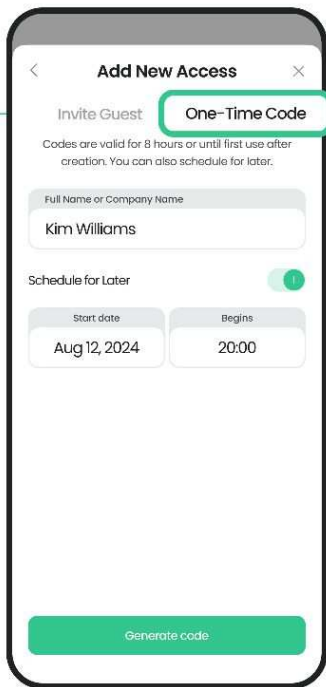 Add New Access
Invite Guest One-Time Code
Codes are valid for 8 hours or until first use after
creation. You can also schedule for later.
Full Name or Company Name
Kim Williams
Schedule for Later
Start date Begins
Aug 12, 2024 20:00
Generate code